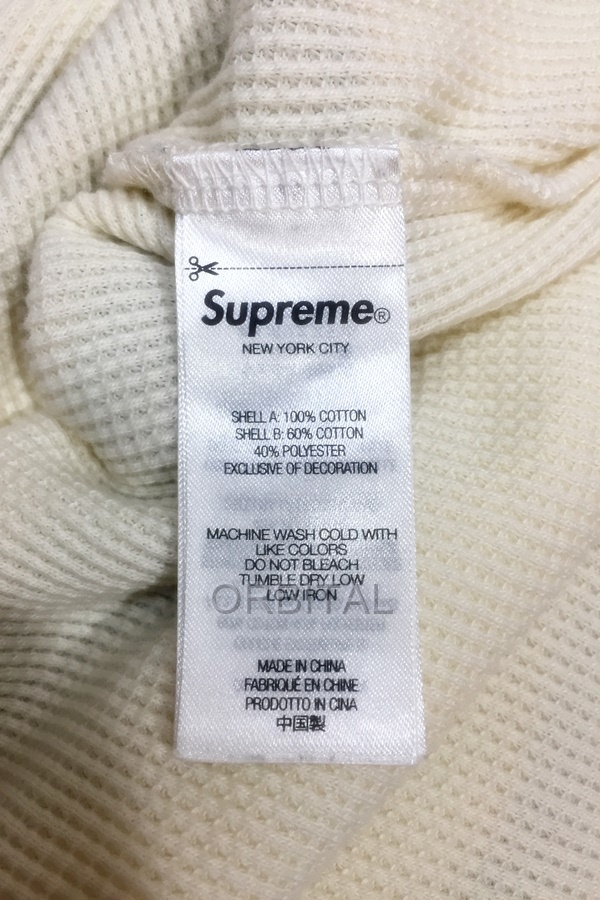 Supreme®
NEW YORK CITY
SHELL A: 100% COTTON
SHELL B: 60% COTTON
40% POLYESTER
EXCLUSIVE OF DECORATION
MACHINE WASH COLD WITH
LIKE COLORS
DO NOT BLEACH
TUMBLE DRY LOW
LOW IRON
ORBITAL
MADE IN CHINA
FABRIQUÉ EN CHINE
PRODOTTO IN CINA
中国製